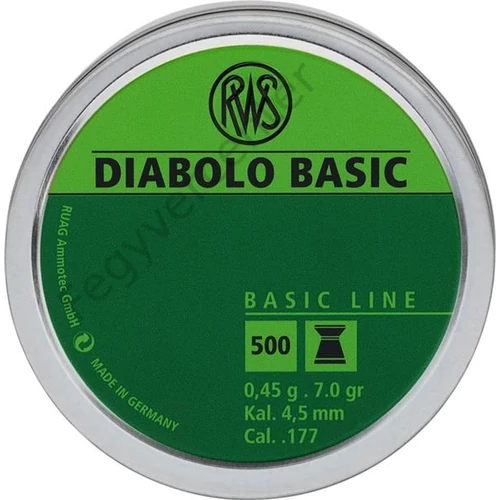 RWS
DIABOLO BASIC
RUAG Ammotec GmbH
MADE IN GERMANY
BASIC LINE
500
0,45 g . 7.0 gr
Kal. 4,5 mm
Cal. .177